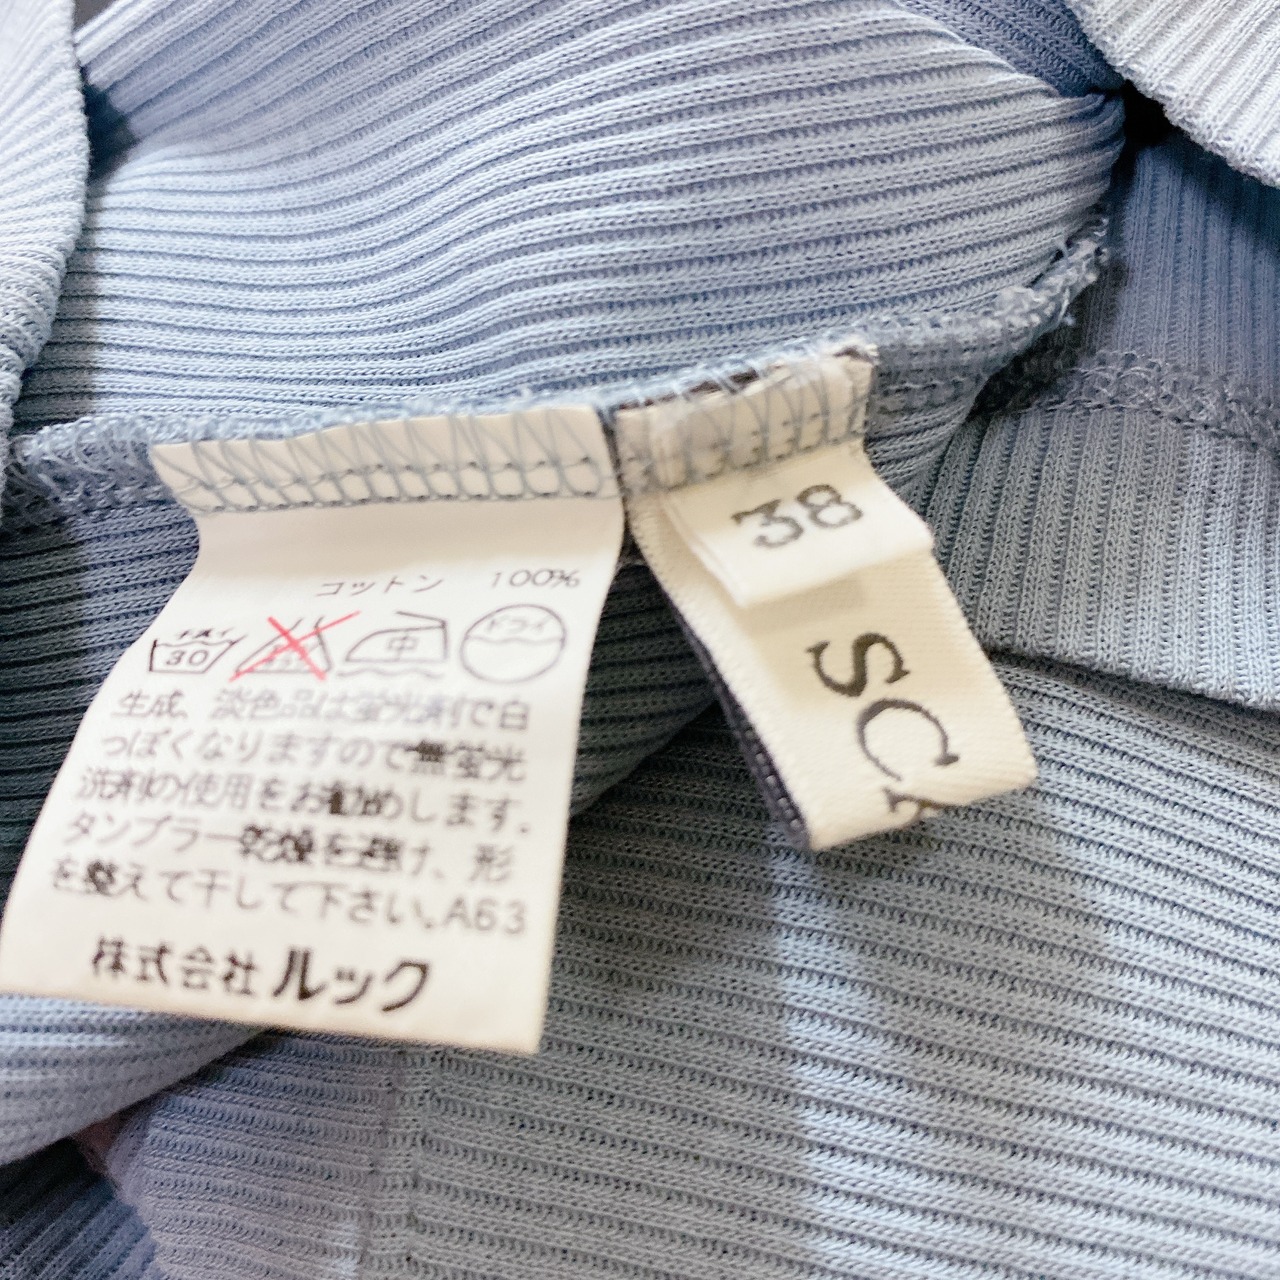 コットン 100%
30
中
ドライ
生成、淡色品は蛍光剤で白
っぽくなりますので無蛍光
洗剤の使用をお勧めします。
タンブラー乾燥を避け、形
を整えて干して下さい。A63
株式会社ルック
38
SCA